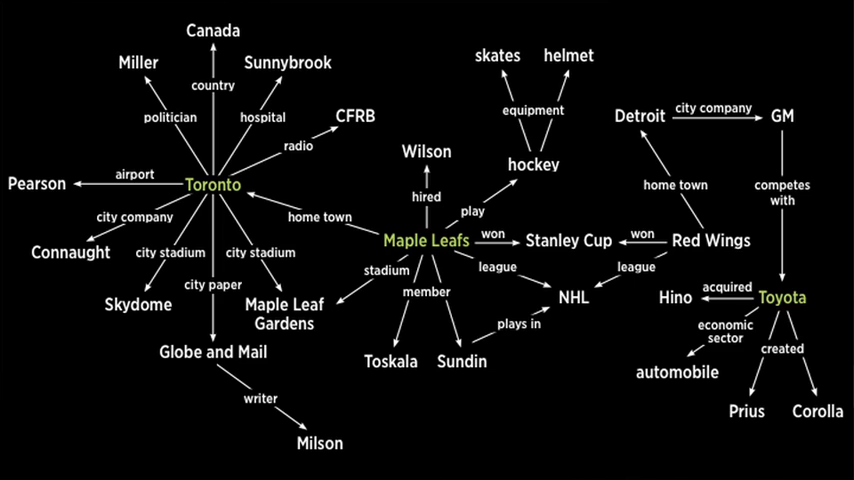 Canada
Miller
Sunnybrook
country
politician
hospital
CFRB
radio
Pearson
airport
Toronto
city company
Connaught
city stadium
city stadium
city paper
Skydome
Maple Leaf
Gardens
Globe and Mail
writer
Milson
home town
skates
helmet
equipment
hockey
Wilson
hired
play
Maple Leafs
won
Stanley Cup
won
Red Wings
stadium
member
league
league
NHL
plays in
Toskala
Sundin
Detroit
city company
GM
home town
competes
with
Hino
acquired
Toyota
economic
sector
created
automobile
Prius
Corolla